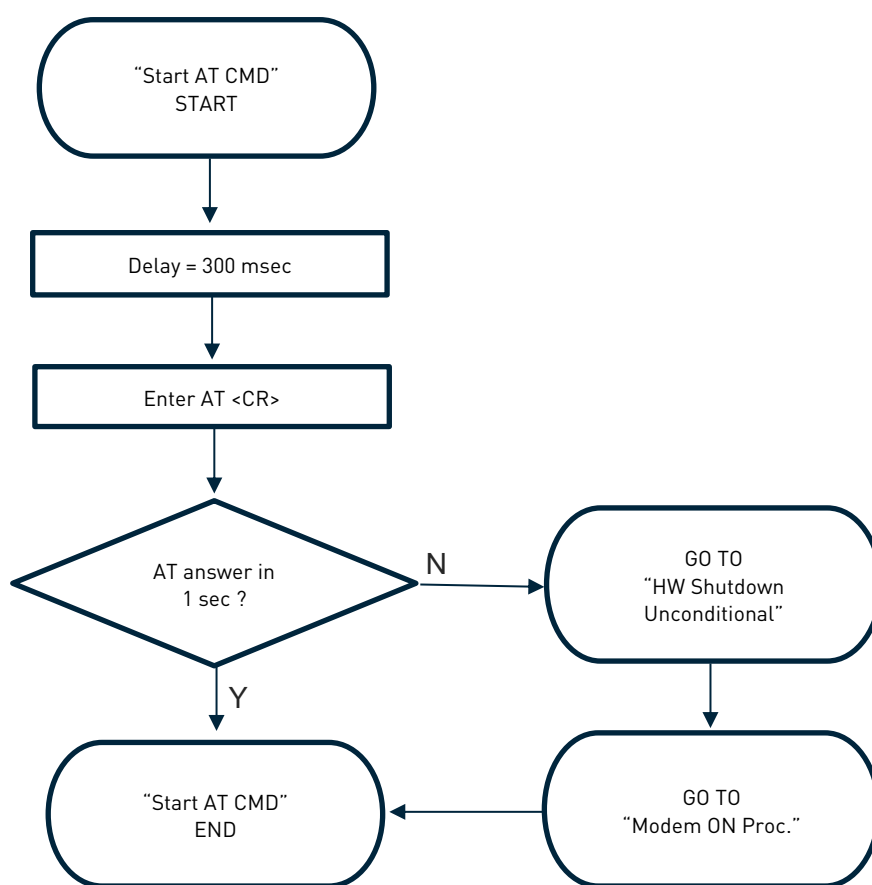 “Start AT CMD”
START
Delay = 300 msec
Enter AT <CR>
AT answer in
1 sec ?
N
GO TO
“HW Shutdown
Unconditional”
Y
“Start AT CMD”
END
GO TO
“Modem ON Proc.”